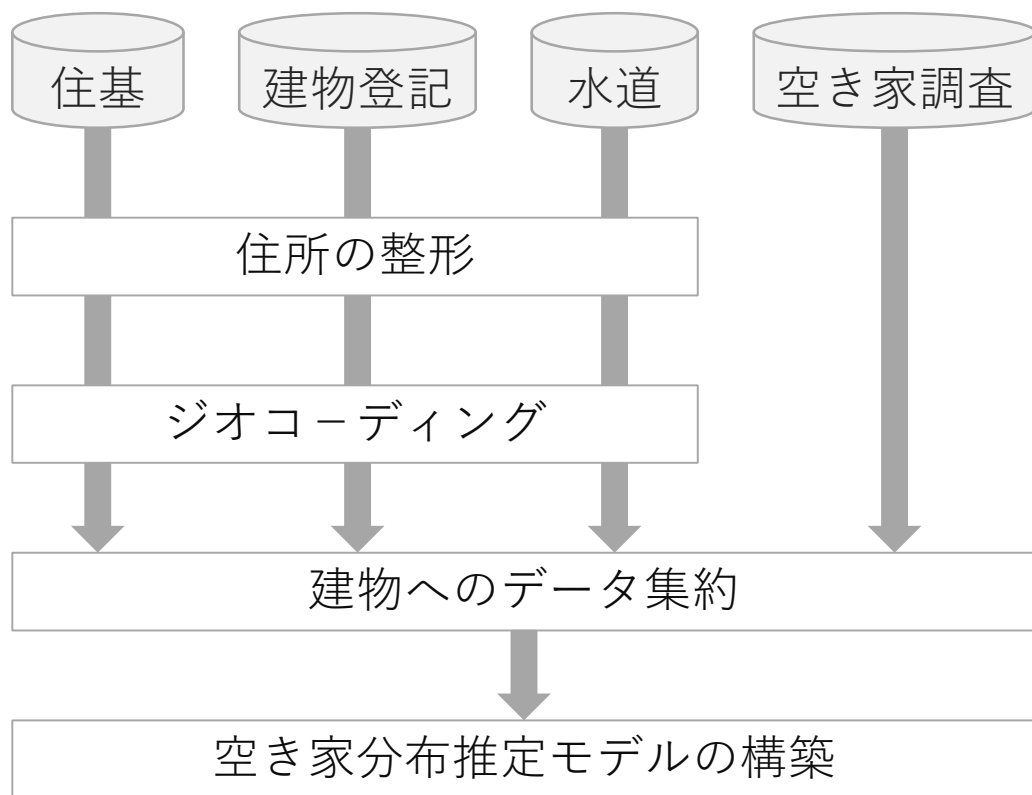 住基
建物登記
水道
空き家調査
住所の整形
ジオコーディング
建物へのデータ集約
空き家分布推定モデルの構築